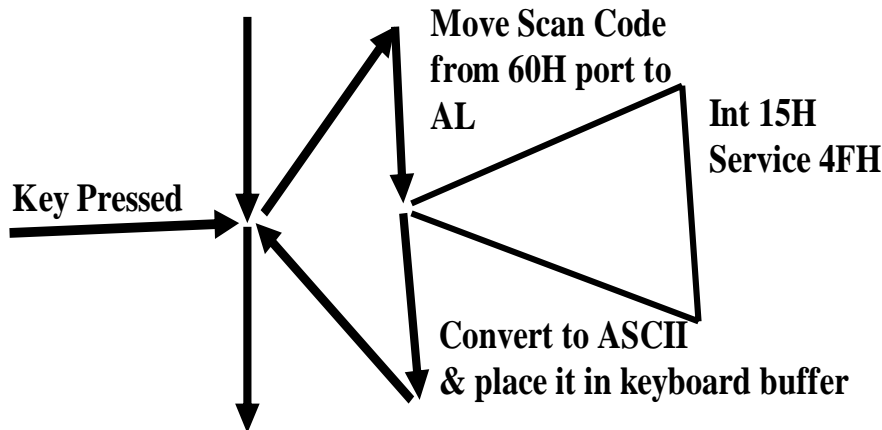 Move Scan Code
from 60H port to
AL
Int 15H
Service 4FH
Key Pressed
Convert to ASCII
& place it in keyboard buffer